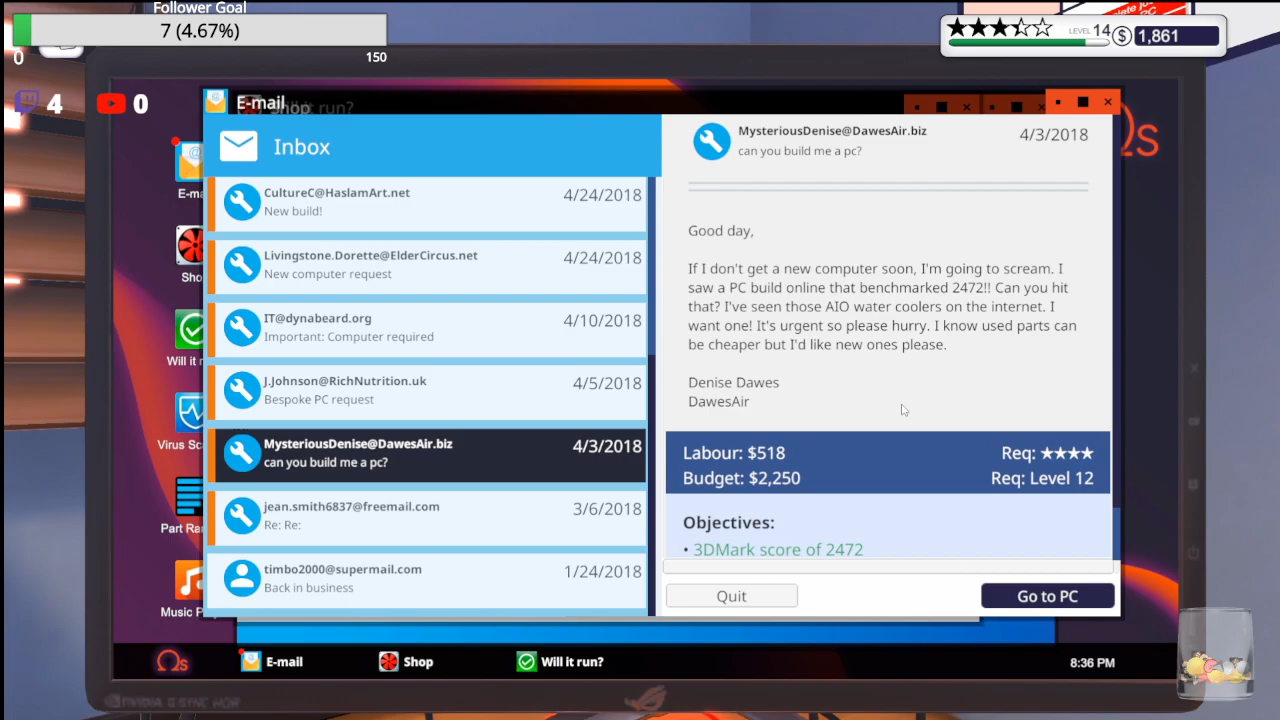 Follower Goal
7 (4.67%)
0
150
4
0
LEVEL 14
$ 1,861
E-mail
it run?
Inbox
CultureC@HaslamArt.net
4/24/2018
New build!
Livingstone.Dorette@ElderCircus.net
4/24/2018
New computer request
IT@dynabeard.org
4/10/2018
Important: Computer required
J.Johnson@RichNutrition.uk
4/5/2018
Bespoke PC request
MysteriousDenise@DawesAir.biz
4/3/2018
can you build me a pc?
jean.smith6837@freemail.com
3/6/2018
Re: Re:
timbo2000@supermail.com
1/24/2018
Back in business
MysteriousDenise@DawesAir.biz
4/3/2018
can you build me a pc?
Good day,
If I don't get a new computer soon, I'm going to scream. I
saw a PC build online that benchmarked 2472!! Can you hit
that? I've seen those AIO water coolers on the internet. I
want one! It's urgent so please hurry. I know used parts can
be cheaper but I'd like new ones please.
Denise Dawes
DawesAir
Labour: $518
Req: ★★★★
Budget: $2,250
Req: Level 12
Objectives:
• 3DMark score of 2472
Quit
Go to PC
E-ma
Sho
Will it r
Virus Sc
Part Ra
Music P
Ωs
E-mail
Shop
Will it run?
8:36 PM
NVIDIA G-SYNC HDR